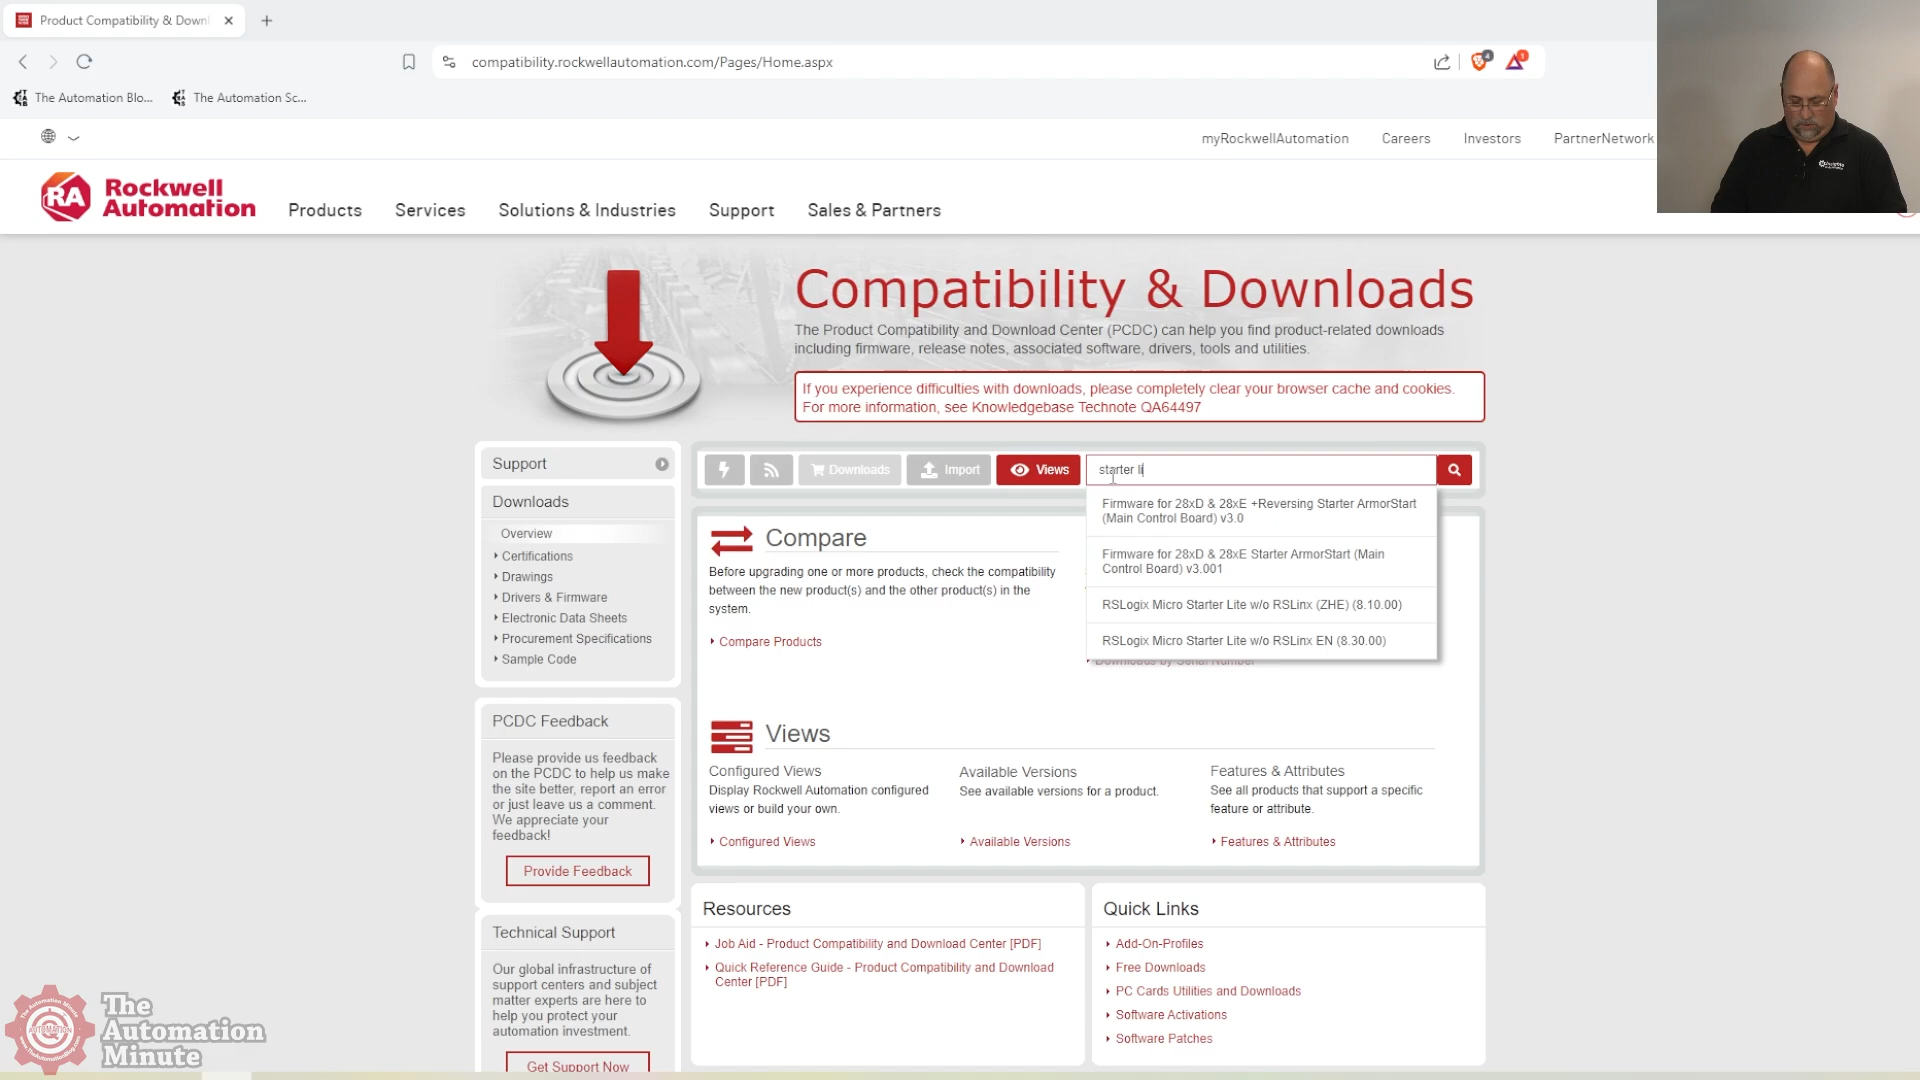 Product Compatibility & Downl
compatibility.rockwellautomation.com/Pages/Home.aspx
4
1
The Automation Blo...
The Automation Sc...
myRockwellAutomation
Careers
Investors
PartnerNetwork
RA
Rockwell
Automation
Products
Services
Solutions & Industries
Support
Sales & Partners
Compatibility & Downloads
The Product Compatibility and Download Center (PCDC) can help you find product-related downloads
including firmware, release notes, associated software, drivers, tools and utilities.
If you experience difficulties with downloads, please completely clear your browser cache and cookies.
For more information, see Knowledgebase Technote QA64497
Support
Downloads
Overview
Certifications
Drawings
Drivers & Firmware
Electronic Data Sheets
Procurement Specifications
Sample Code
PCDC Feedback
Please provide us feedback
on the PCDC to help us make
the site better, report an error
or just leave us a comment.
We appreciate your
feedback!
Provide Feedback
Technical Support
Our global infrastructure of
support centers and subject
matter experts are here to
help you protect your
automation investment.
Get Support Now
Downloads
Import
Views
starter li
Firmware for 28xD & 28xE +Reversing Starter ArmorStart
(Main Control Board) v3.0
Firmware for 28xD & 28xE Starter ArmorStart (Main
Control Board) v3.001
RSLogix Micro Starter Lite w/o RSLinx (ZHE) (8.10.00)
RSLogix Micro Starter Lite w/o RSLinx EN (8.30.00)
Downloads by Serial Number
Compare
Before upgrading one or more products, check the compatibility
between the new product(s) and the other product(s) in the
system.
Compare Products
Views
Configured Views
Display Rockwell Automation configured
views or build your own.
Configured Views
Available Versions
See available versions for a product.
Available Versions
Features & Attributes
See all products that support a specific
feature or attribute.
Features & Attributes
Resources
Job Aid - Product Compatibility and Download Center [PDF]
Quick Reference Guide - Product Compatibility and Download
Center [PDF]
Quick Links
Add-On-Profiles
Free Downloads
PC Cards Utilities and Downloads
Software Activations
Software Patches
AUTOMATION
The
Automation
Minute